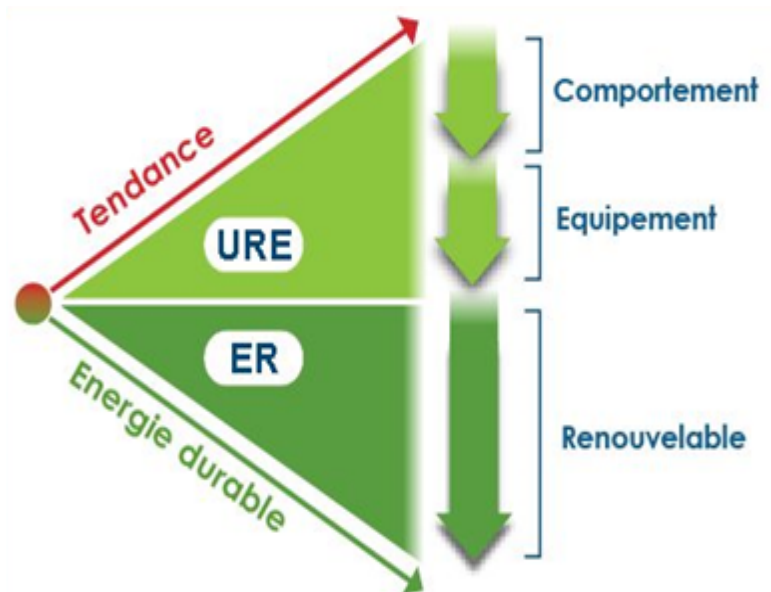 Tendance
Comportement
URE
Equipement
ER
Energie durable
Renouvelable